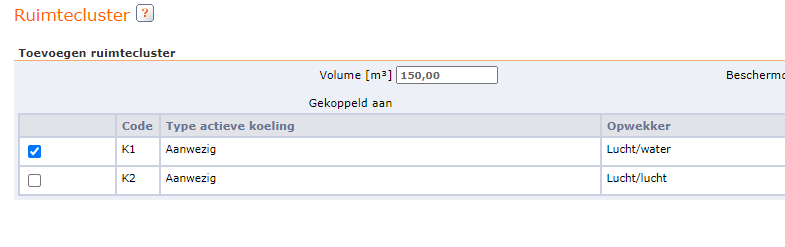 Ruimtecluster ?
Toevoegen ruimtecluster
Volume [m³] 150,00 Beschermd
Gekoppeld aan
Code Type actieve koeling Opwekker
K1 Aanwezig Lucht/water
K2 Aanwezig Lucht/lucht